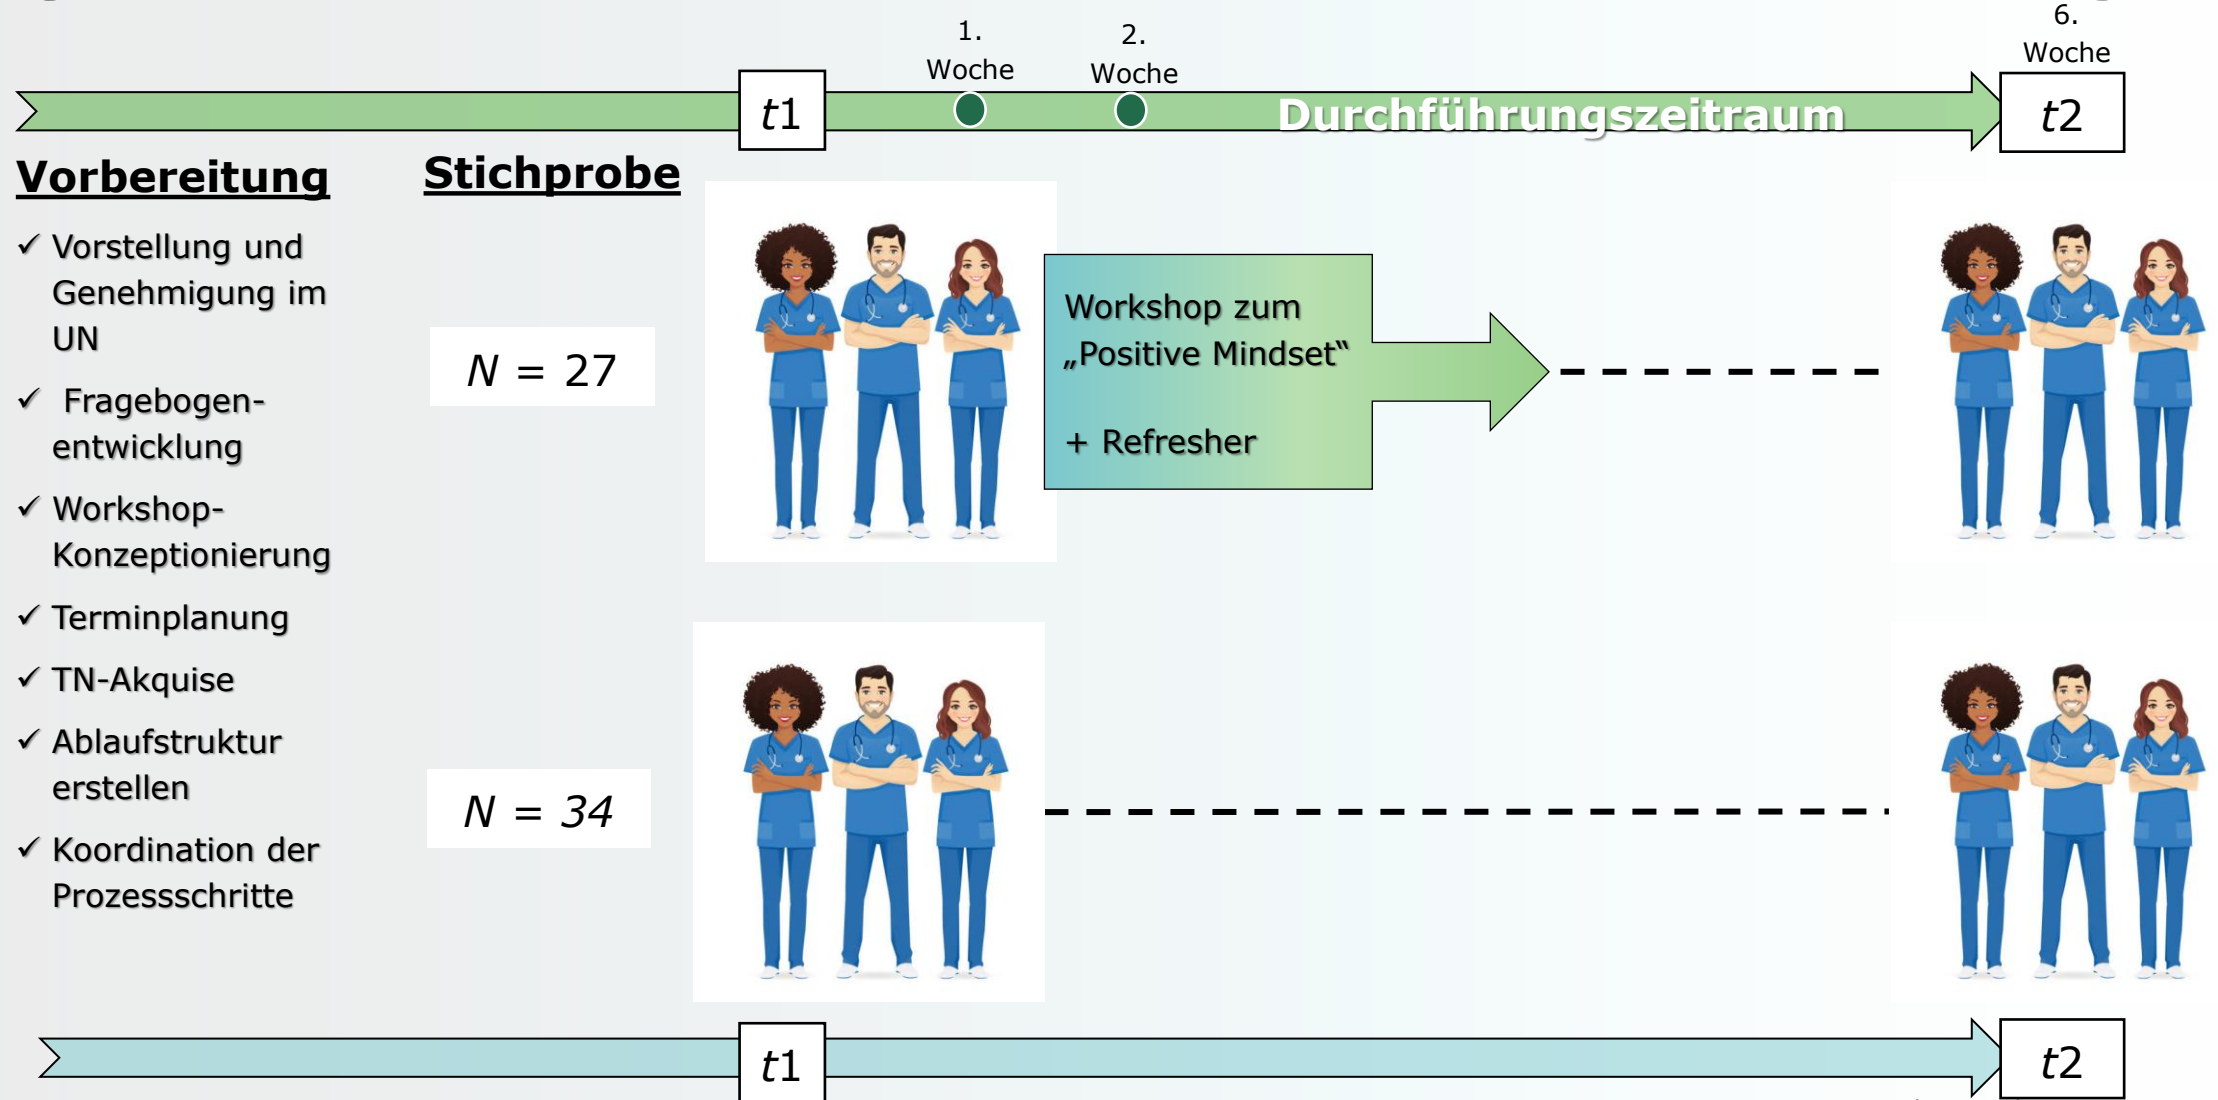 1.
Woche
2.
Woche
6.
Woche
t1
Durchführungszeitraum
t2
Vorbereitung
✓ Vorstellung und
Genehmigung im
UN
✓ Fragebogen-
entwicklung
✓ Workshop-
Konzeptionierung
✓ Terminplanung
✓ TN-Akquise
✓ Ablaufstruktur
erstellen
✓ Koordination der
Prozessschritte
Stichprobe
N = 27
Workshop zum
„Positive Mindset“
+ Refresher
N = 34
t1
t2